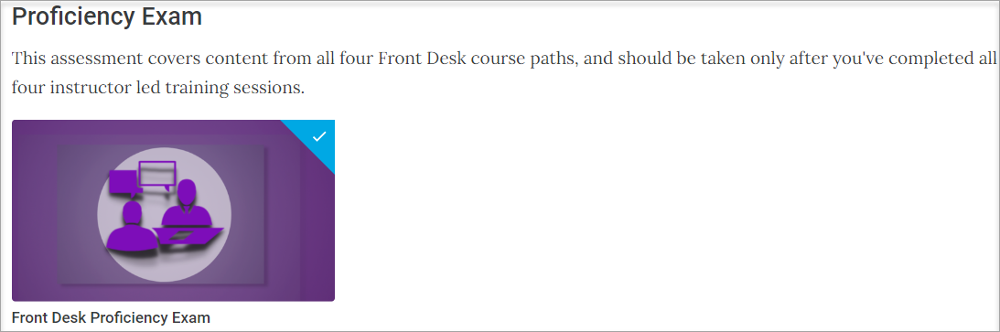 Proficiency Exam
This assessment covers content from all four Front Desk course paths, and should be taken only after you've completed all
four instructor led training sessions.
Front Desk Proficiency Exam